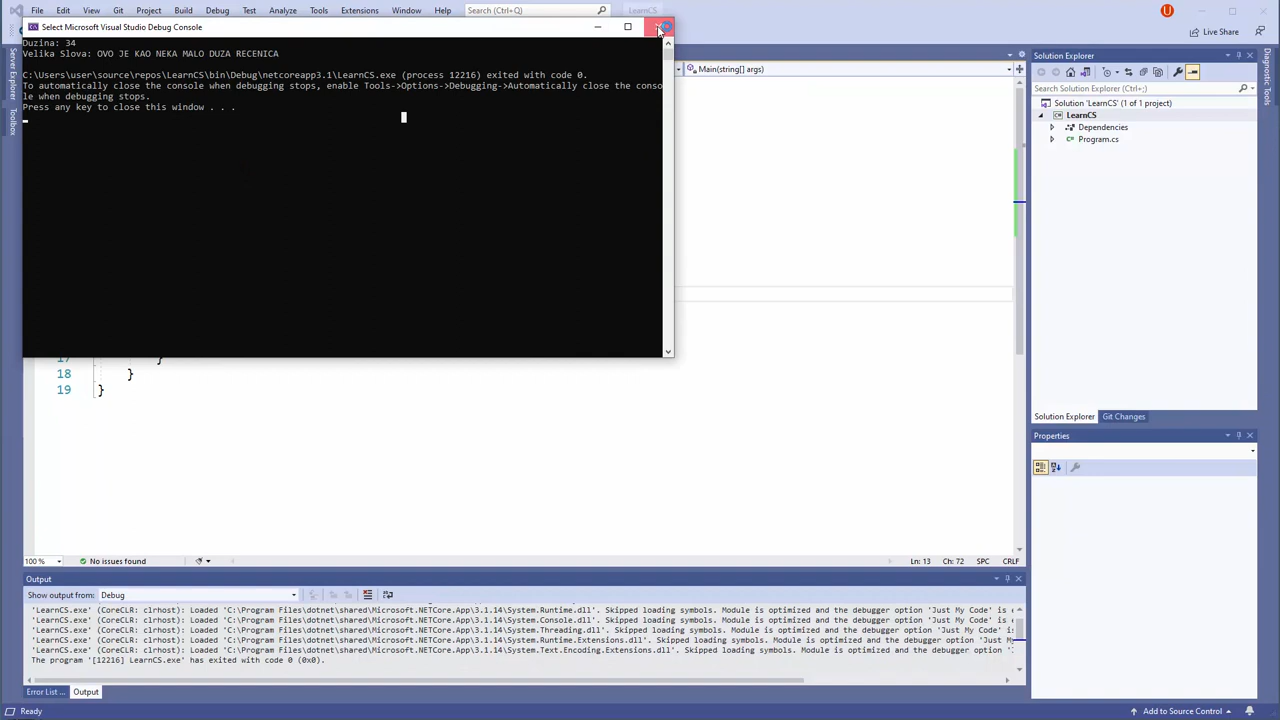 File Edit View Git Project Build Debug Test Analyze Tools Extensions Window Help Search (Ctrl+Q) LearnCS U
Select Microsoft Visual Studio Debug Console
Live Share
Duzina: 34
Velika Slova: OVO JE KAO NEKA MALO DUZA RECENICA
C:\Users\user\source\repos\LearnCS\bin\Debug\netcoreapp3.1\LearnCS.exe (process 12216) exited with code 0.
To automatically close the console when debugging stops, enable Tools->Options->Debugging->Automatically close the conso
le when debugging stops.
Press any key to close this window . . .
Server Explorer
Toolbox
Main(string[] args)
Solution Explorer
Search Solution Explorer (Ctrl+;)
Solution 'LearnCS' (1 of 1 project)
LearnCS
Dependencies
Program.cs
Diagnostic Tools
17 }
18 }
19 }
Solution Explorer Git Changes
Properties
100 % No issues found Ln: 13 Ch: 72 SPC CRLF
Output
Show output from: Debug
'LearnCS.exe' (CoreCLR: clrhost): Loaded 'C:\Program Files\dotnet\shared\Microsoft.NETCore.App\3.1.14\System.Runtime.dll'. Skipped loading symbols. Module is optimized and the debugger option 'Just My Code' is
'LearnCS.exe' (CoreCLR: clrhost): Loaded 'C:\Program Files\dotnet\shared\Microsoft.NETCore.App\3.1.14\System.Console.dll'. Skipped loading symbols. Module is optimized and the debugger option 'Just My Code' is
'LearnCS.exe' (CoreCLR: clrhost): Loaded 'C:\Program Files\dotnet\shared\Microsoft.NETCore.App\3.1.14\System.Threading.dll'. Skipped loading symbols. Module is optimized and the debugger option 'Just My Code'
'LearnCS.exe' (CoreCLR: clrhost): Loaded 'C:\Program Files\dotnet\shared\Microsoft.NETCore.App\3.1.14\System.Runtime.Extensions.dll'. Skipped loading symbols. Module is optimized and the debugger option 'Just
'LearnCS.exe' (CoreCLR: clrhost): Loaded 'C:\Program Files\dotnet\shared\Microsoft.NETCore.App\3.1.14\System.Text.Encoding.Extensions.dll'. Skipped loading symbols. Module is optimized and the debugger option
The program '[12216] LearnCS.exe' has exited with code 0 (0x0).
Error List ... Output
Ready Add to Source Control